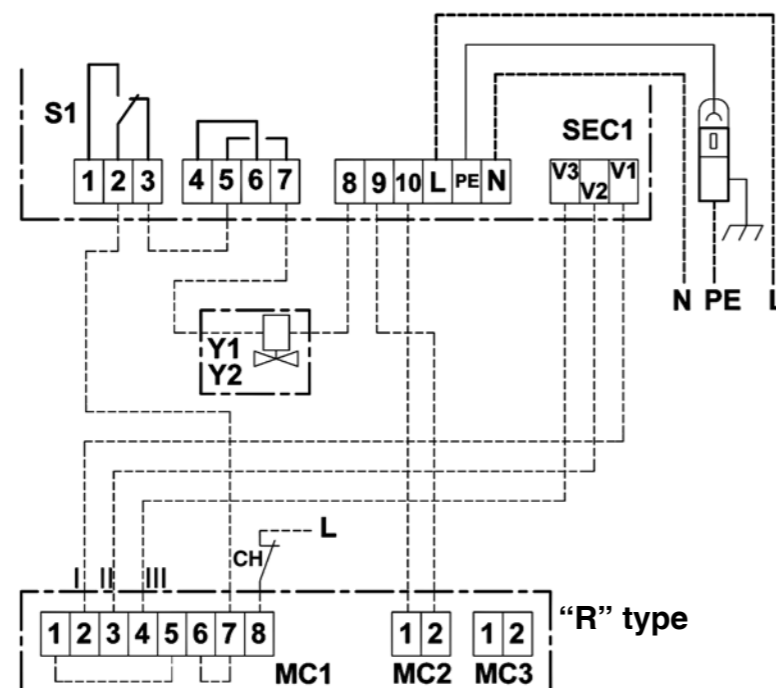 S1
SEC1
1 2 3
4 5 6 7
8 9 10 L PE N
V3 V2 V1
N PE L
Y1
Y2
L
CH
I II III
“R” type
1 2 3 4 5 6 7 8
1 2
1 2
MC1
MC2
MC3